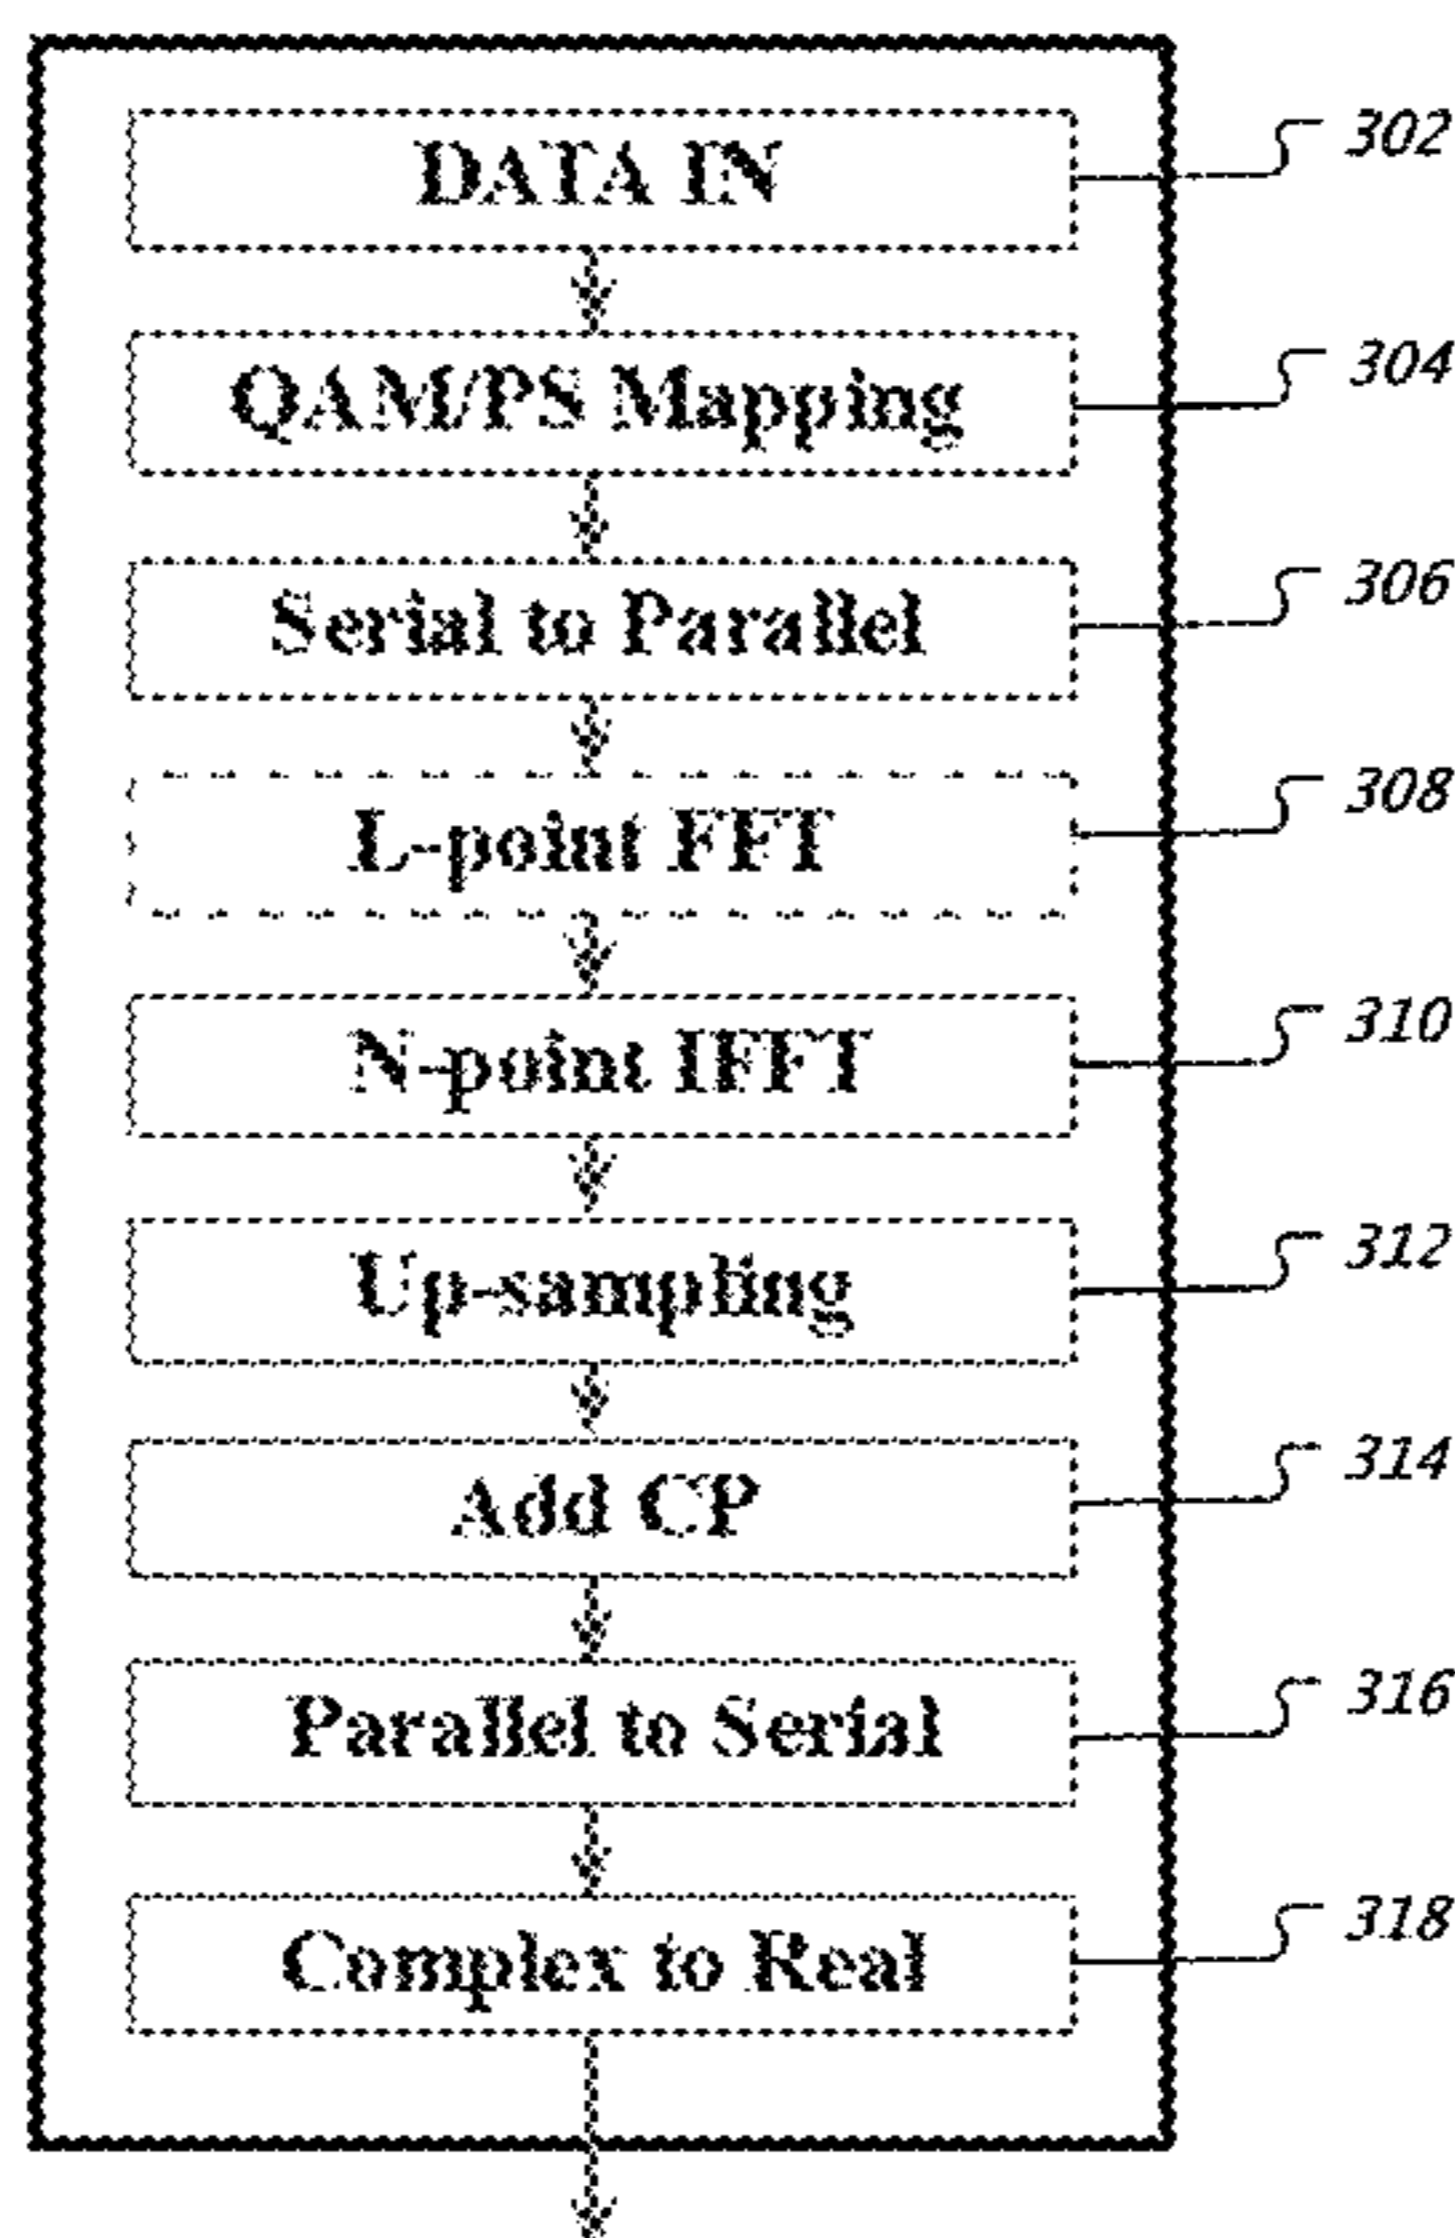 DATA IN
302
QAM/PS Mapping
304
Serial to Parallel
306
L-point FFT
308
N-point IFFT
310
Up-sampling
312
Add CP
314
Parallel to Serial
316
Complex to Real
318